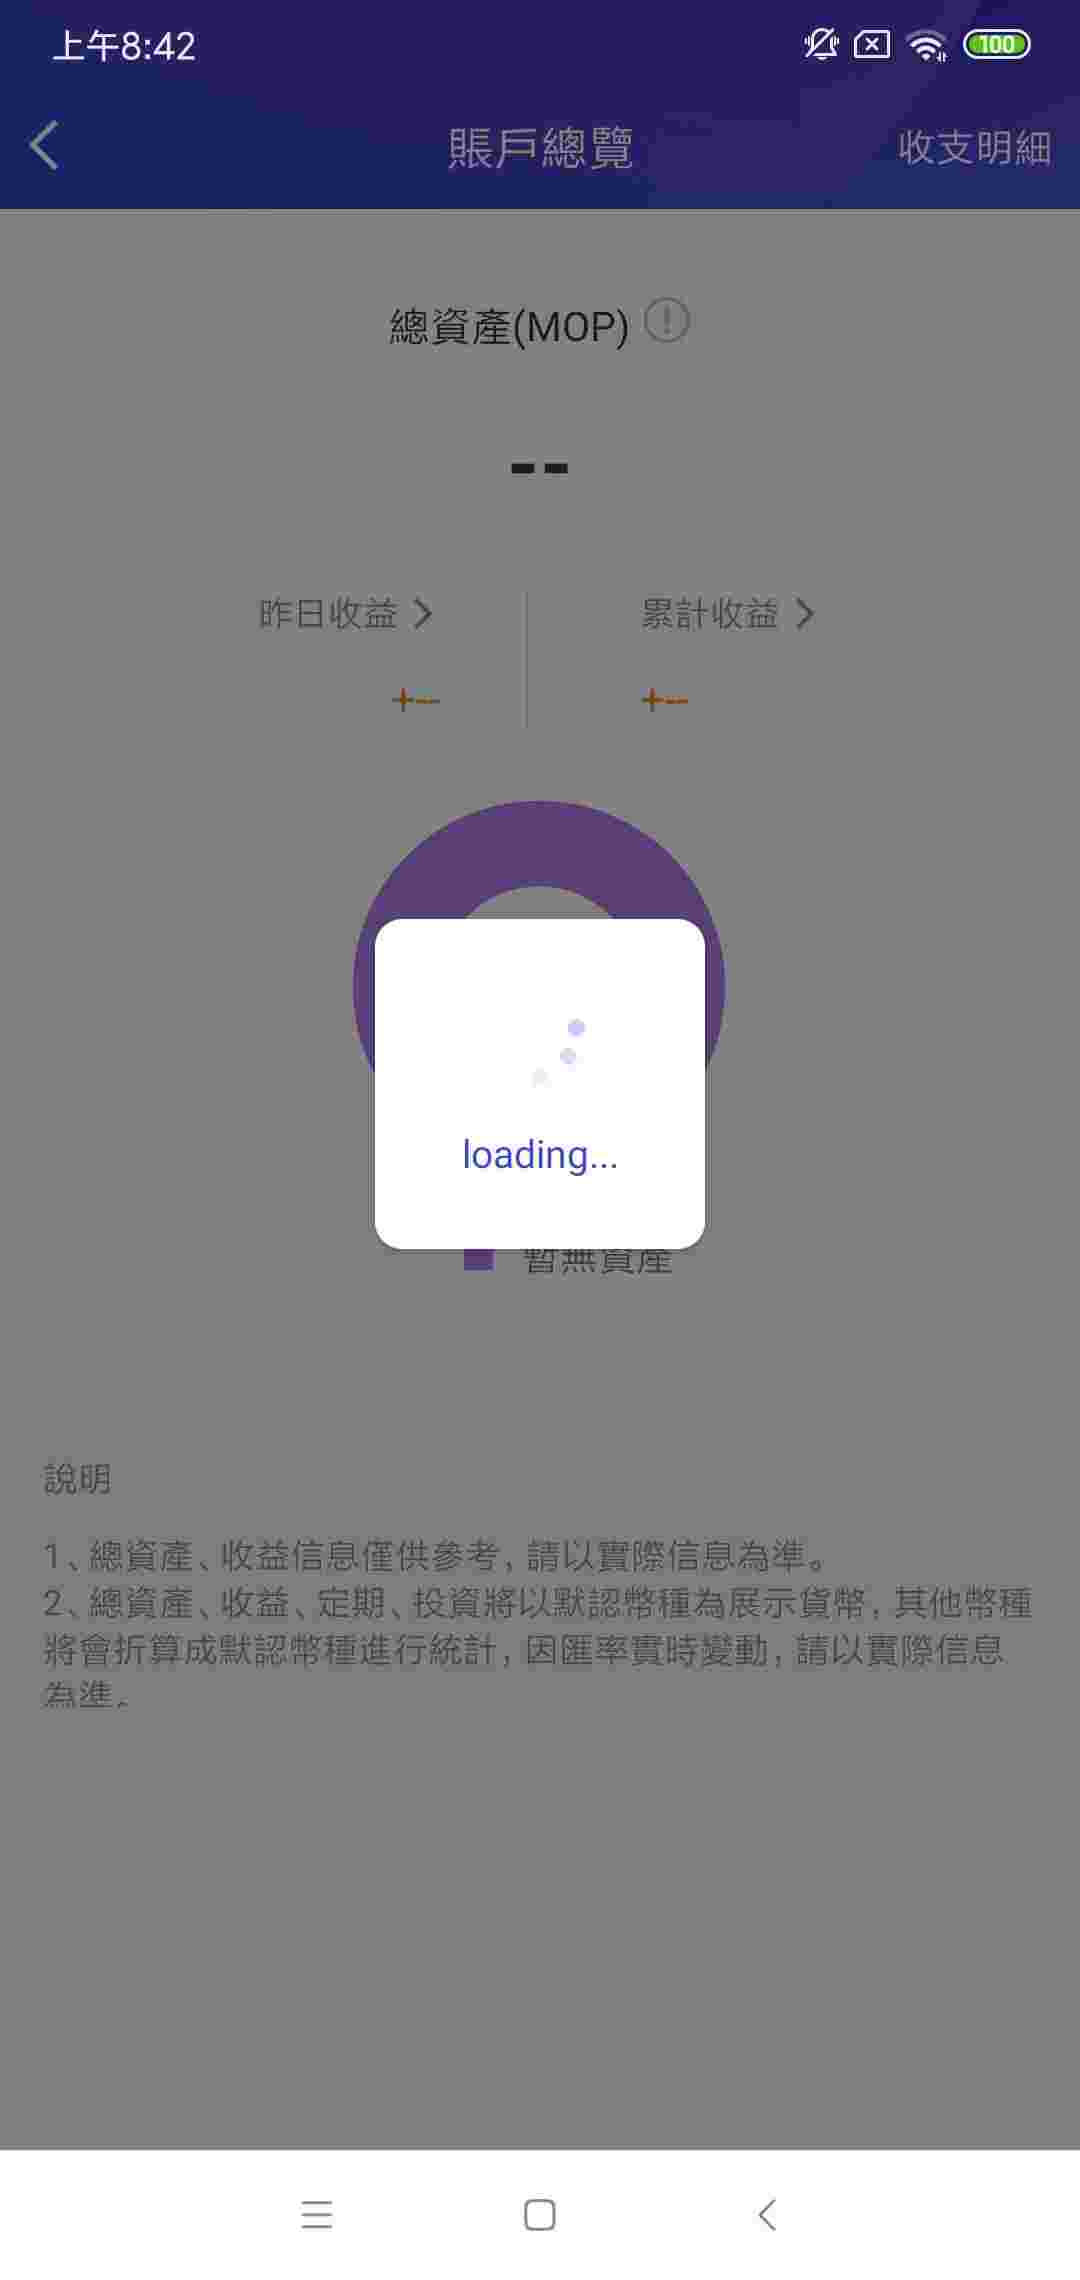 上午8:42
100
賬戶總覽
收支明細
總資產(MOP)
--
昨日收益
累計收益
+--
+--
loading...
暫無資產
說明
1、總資產、收益信息僅供參考,請以實際信息為準。
2、總資產、收益、定期、投資將以默認幣種為展示貨幣,其他幣種
將會折算成默認幣種進行統計,因匯率實時變動,請以實際信息
為準。